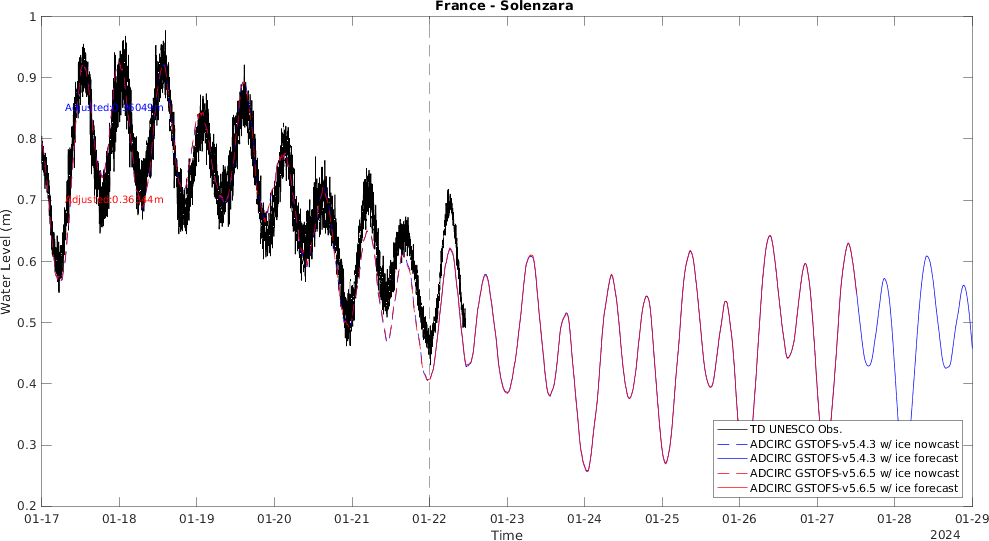 France - Solenzara
1
0.9
0.8
0.7
0.6
0.5
0.4
0.3
0.2
Water Level (m)
m
TD UNESCO Obs.
ADCIRC GSTOFS-v5.4.3 w/ ice nowcast
ADCIRC GSTOFS-v5.4.3 w/ ice forecast
ADCIRC GSTOFS-v5.6.5 w/ ice nowcast
ADCIRC GSTOFS-v5.6.5 w/ ice forecast
01-17 01-18 01-19 01-20 01-21 01-22 01-23 01-24 01-25 01-26 01-27 01-28 01-29
Time
2024